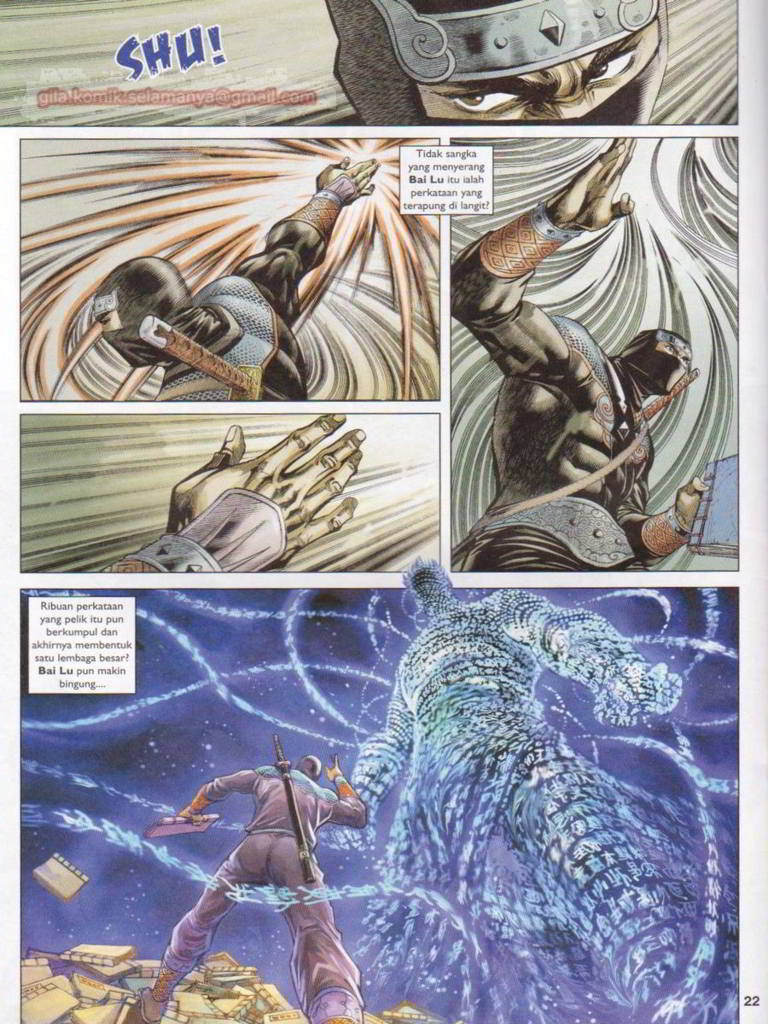 SHU!
gila.komik.selamanya@gmail.com
Tidak sangka
yang menyerang
Bai Lu itu ialah
perkataan yang
terapung di langit?
Ribuan perkataan
yang pelik itu pun
berkumpul dan
akhirnya membentuk
satu lembaga besar?
Bai Lu pun makin
bingung....
22